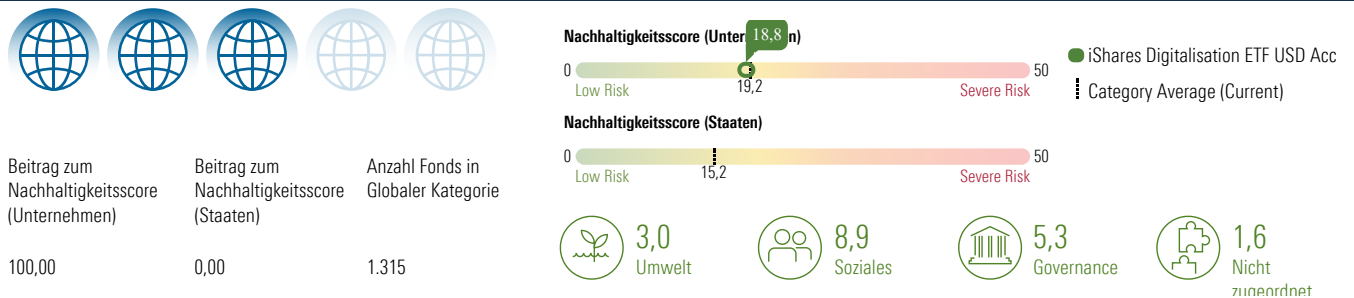 Beitrag zum
Nachhaltigkeitsscore
(Unternehmen)
100,00
Beitrag zum
Nachhaltigkeitsscore
(Staaten)
0,00
Anzahl Fonds in
Globaler Kategorie
1.315
Nachhaltigkeitsscore (Unter n)
18,8
0
50
Low Risk
19,2
Severe Risk
Nachhaltigkeitsscore (Staaten)
0
50
Low Risk
15,2
Severe Risk
iShares Digitalisation ETF USD Acc
Category Average (Current)
3,0
Umwelt
8,9
Soziales
5,3
Governance
1,6
Nicht
zugeordnet